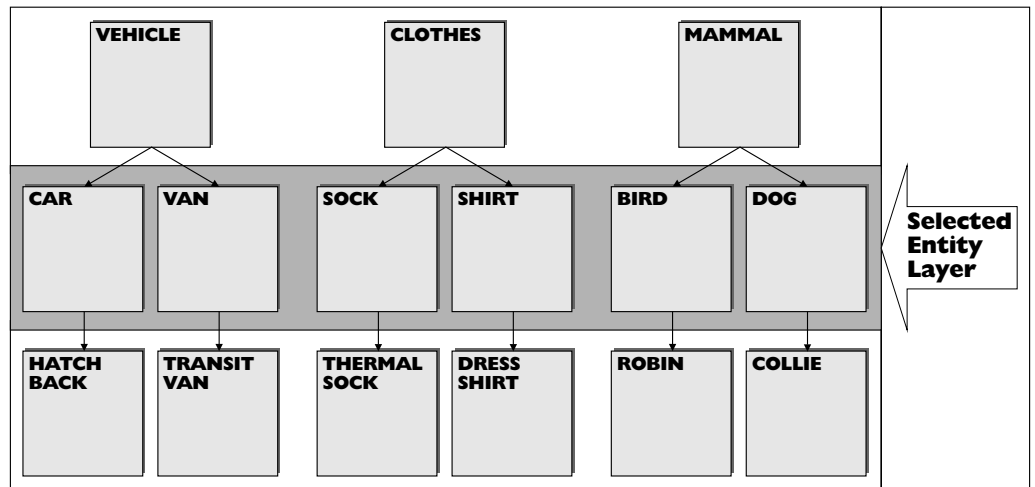 VEHICLE
CLOTHES
MAMMAL
CAR
VAN
SOCK
SHIRT
BIRD
DOG
Selected
Entity
Layer
HATCH
BACK
TRANSIT
VAN
THERMAL
SOCK
DRESS
SHIRT
ROBIN
COLLIE